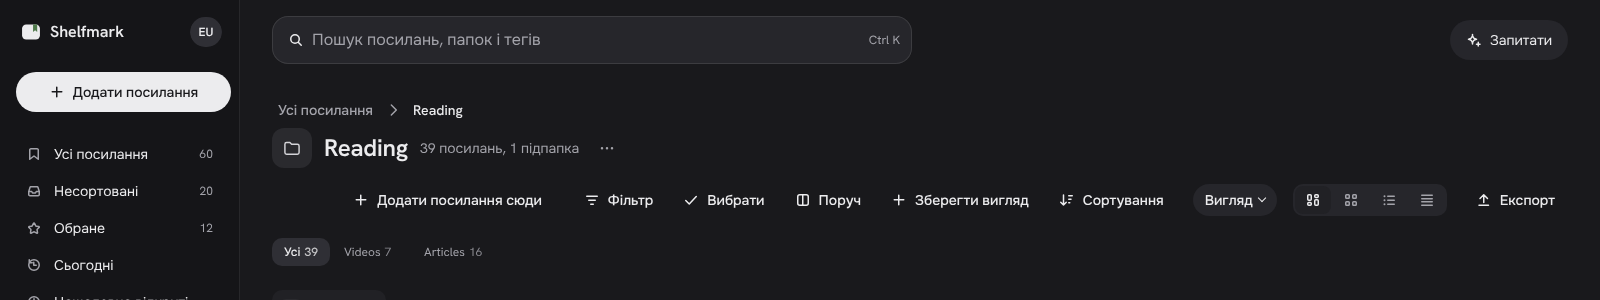 Shelfmark
EU
Додати посилання
Усі посилання 60
Несортовані 20
Обране 12
Сьогодні
Пошук посилань, папок і тегів Ctrl K
Запитати
Усі посилання > Reading
Reading 39 посилань, 1 підпапка ...
Додати посилання сюди Фільтр Вибрати Поруч Зберегти вигляд Сортування Вигляд Експорт
Усі 39 Videos 7 Articles 16